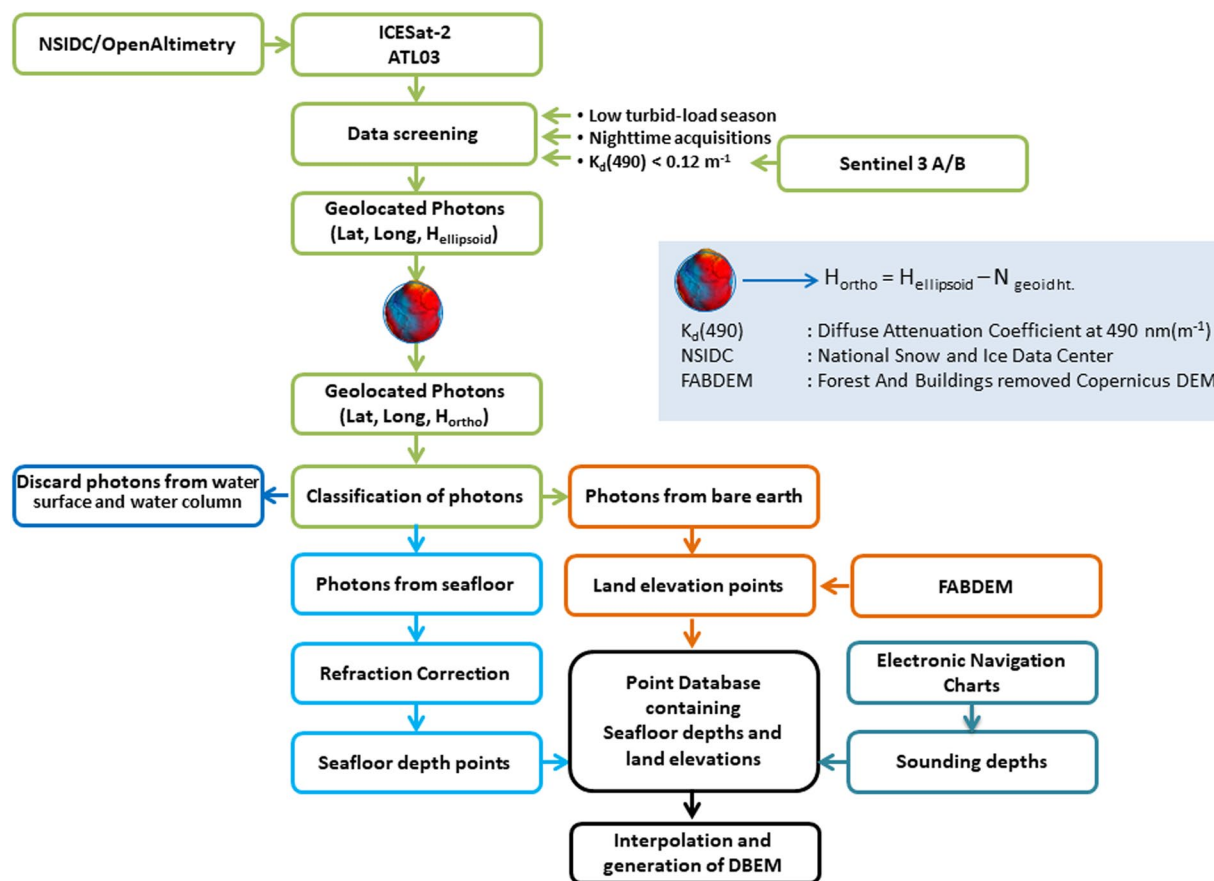 NSIDC/OpenAltimetry
ICESat-2
ATL03
Data screening
• Low turbid-load season
• Nighttime acquisitions
• Kd(490) < 0.12 m-1
Sentinel 3 A/B
Geolocated Photons
(Lat, Long, Hellipsoid)
Hortho = Hellipsoid – N geoid ht.
Kd(490) : Diffuse Attenuation Coefficient at 490 nm(m-1)
NSIDC : National Snow and Ice Data Center
FABDEM : Forest And Buildings removed Copernicus DEM
Geolocated Photons
(Lat, Long, Hortho)
Discard photons from water
surface and water column
Classification of photons
Photons from bare earth
Photons from seafloor
Land elevation points
FABDEM
Refraction Correction
Point Database
containing
Seafloor depths and
land elevations
Electronic Navigation
Charts
Seafloor depth points
Sounding depths
Interpolation and
generation of DBEM